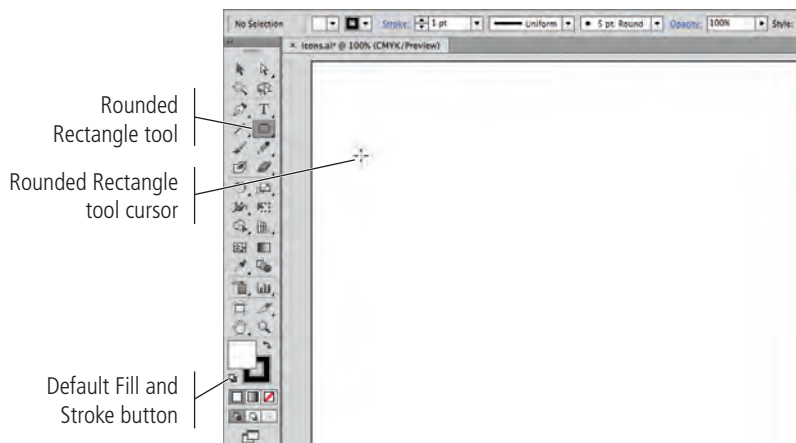 No Selection Stroke: 1 pt Uniform 5 pt. Round Opacity: 100% Style:
× Icons.ai* @ 100% (CMYK/Preview)
Rounded
Rectangle tool
Rounded Rectangle
tool cursor
Default Fill and
Stroke button